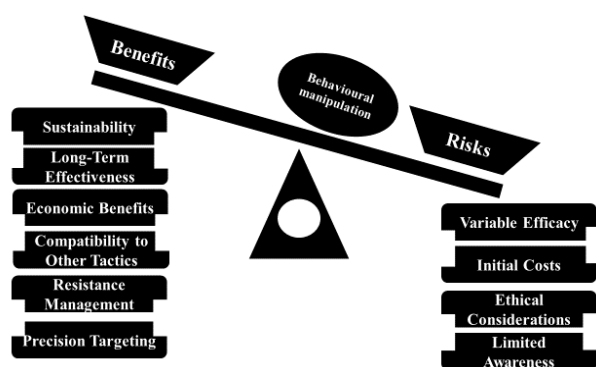 Benefits
Behavioural
manipulation
Risks
Sustainability
Long-Term
Effectiveness
Economic Benefits
Compatibility to
Other Tactics
Resistance
Management
Precision Targeting
Variable Efficacy
Initial Costs
Ethical
Considerations
Limited
Awareness